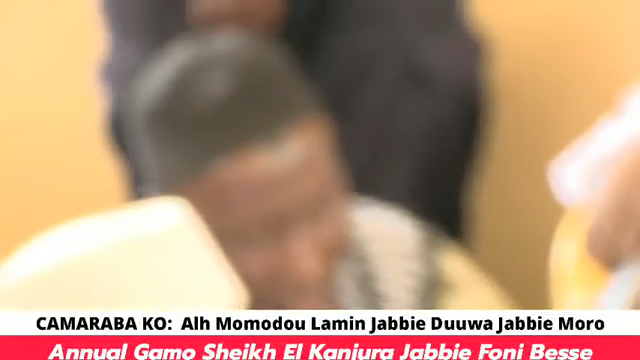 CAMARABA KO: Alh Momodou Lamin Jabbie Duuwa Jabbie Moro
Annual Gamo Sheikh El Kanjura Jabbie Foni Besse